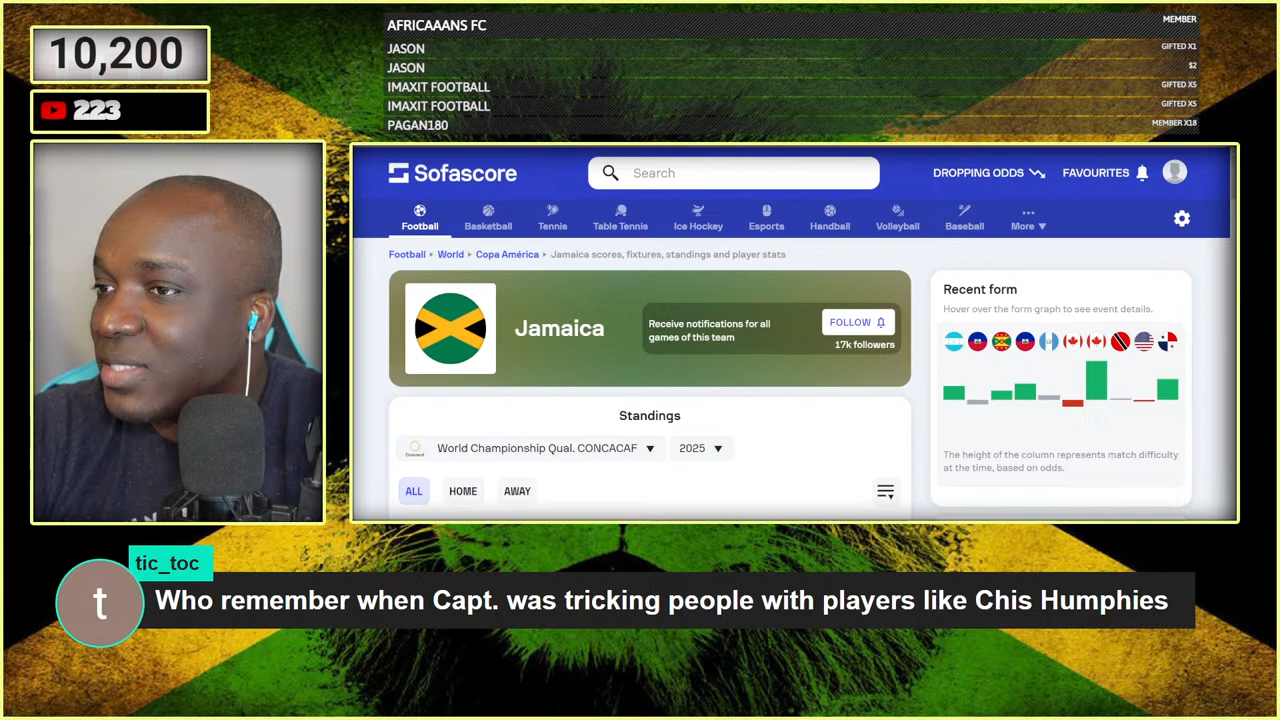 10,200
223
AFRICAAANS FC MEMBER
JASON GIFTED X1
JASON $2
IMAXIT FOOTBALL GIFTED X5
IMAXIT FOOTBALL GIFTED X5
PAGAN180 MEMBER X18
Sofascore Search DROPPING ODDS FAVOURITES
Football Basketball Tennis Table Tennis Ice Hockey Esports Handball Volleyball Baseball More
Football World Copa América Jamaica scores, fixtures, standings and player stats
Jamaica
Receive notifications for all
games of this team
FOLLOW
17k followers
Recent form
Hover over the form graph to see event details.
The height of the column represents match difficulty
at the time, based on odds.
Standings
Concacaf World Championship Qual. CONCACAF 2025
ALL HOME AWAY
tic_toc
t
Who remember when Capt. was tricking people with players like Chis Humphies